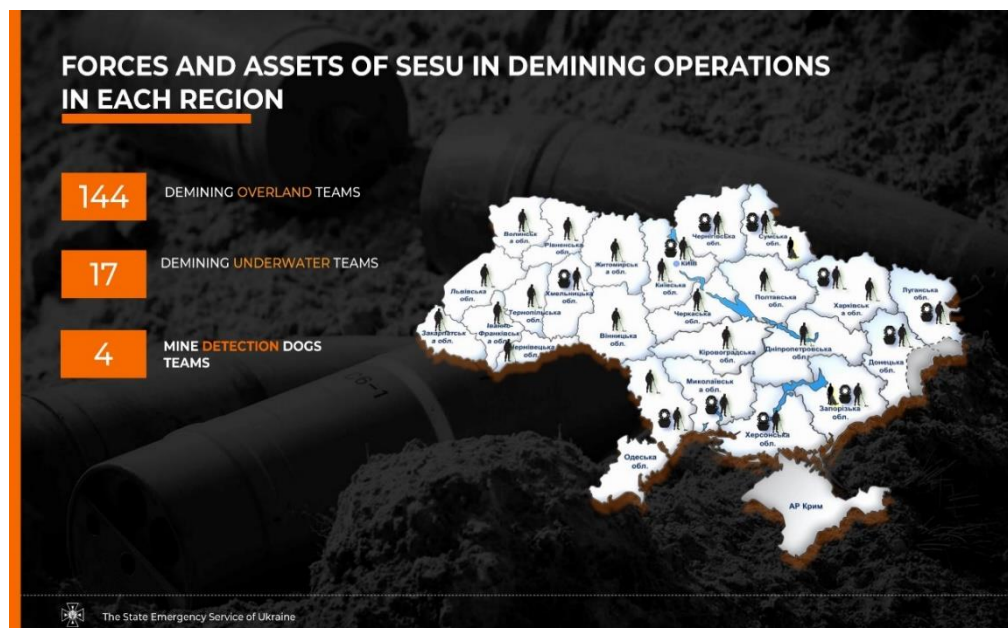 FORCES AND ASSETS OF SESU IN DEMINING OPERATIONS
IN EACH REGION
144
DEMINING OVERLAND TEAMS
17
DEMINING UNDERWATER TEAMS
4
MINE DETECTION DOGS
TEAMS
Волинськ
а обл.
Рівненська
обл.
Житомирськ
а обл.
Київська
обл.
КИЇВ
Чернігівська
обл.
Сумська
обл.
Львівська
обл.
Тернопільська
обл.
Хмельницька
обл.
Вінницька
обл.
Черкаська
обл.
Полтавська
обл.
Харківськ
а обл.
Луганська
обл.
Закарпатськ
а обл.
Івано-
Франківськ
а обл.
Чернівецька
обл.
Кіровоградська
обл.
Дніпропетровська
обл.
Донецька
обл.
Миколаївськ
а обл.
Запорізька
обл.
Херсонська
обл.
Одеська
обл.
АР Крим
The State Emergency Service of Ukraine